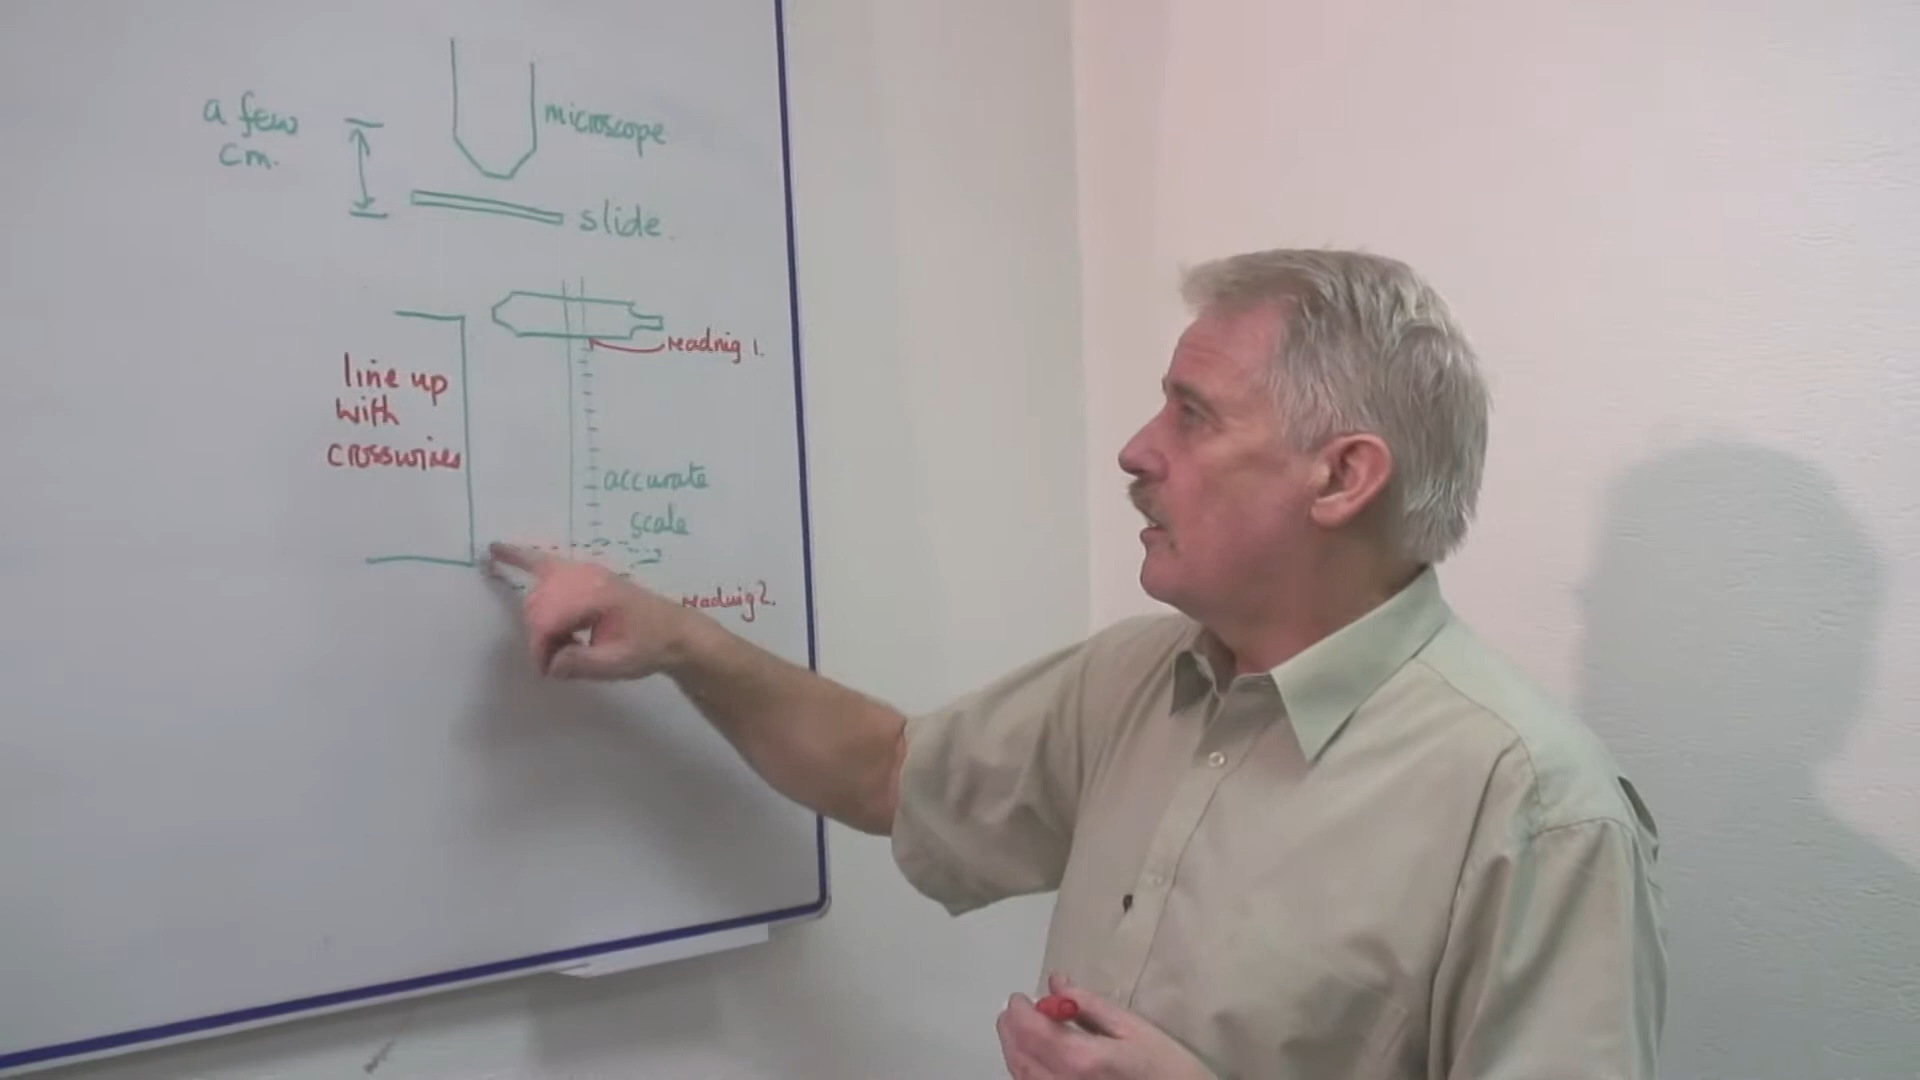 a few
cm.
microscope
slide.
reading 1.
line up
with
crosswires
accurate
scale
reading 2.